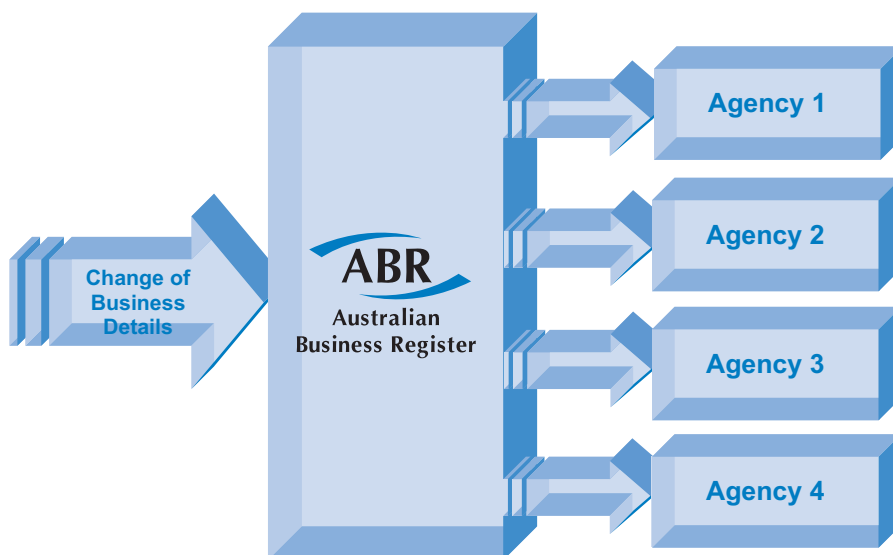 Change of
Business
Details
ABR
Australian
Business Register
Agency 1
Agency 2
Agency 3
Agency 4